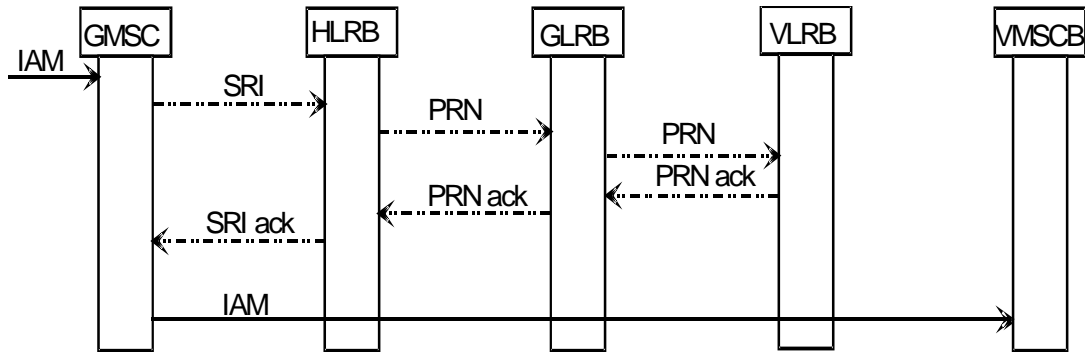 GMSC
HLRB
GLRB
VLRB
VMSCB
IAM
SRI
PRN
PRN
PRN ack
PRN ack
SRI ack
IAM